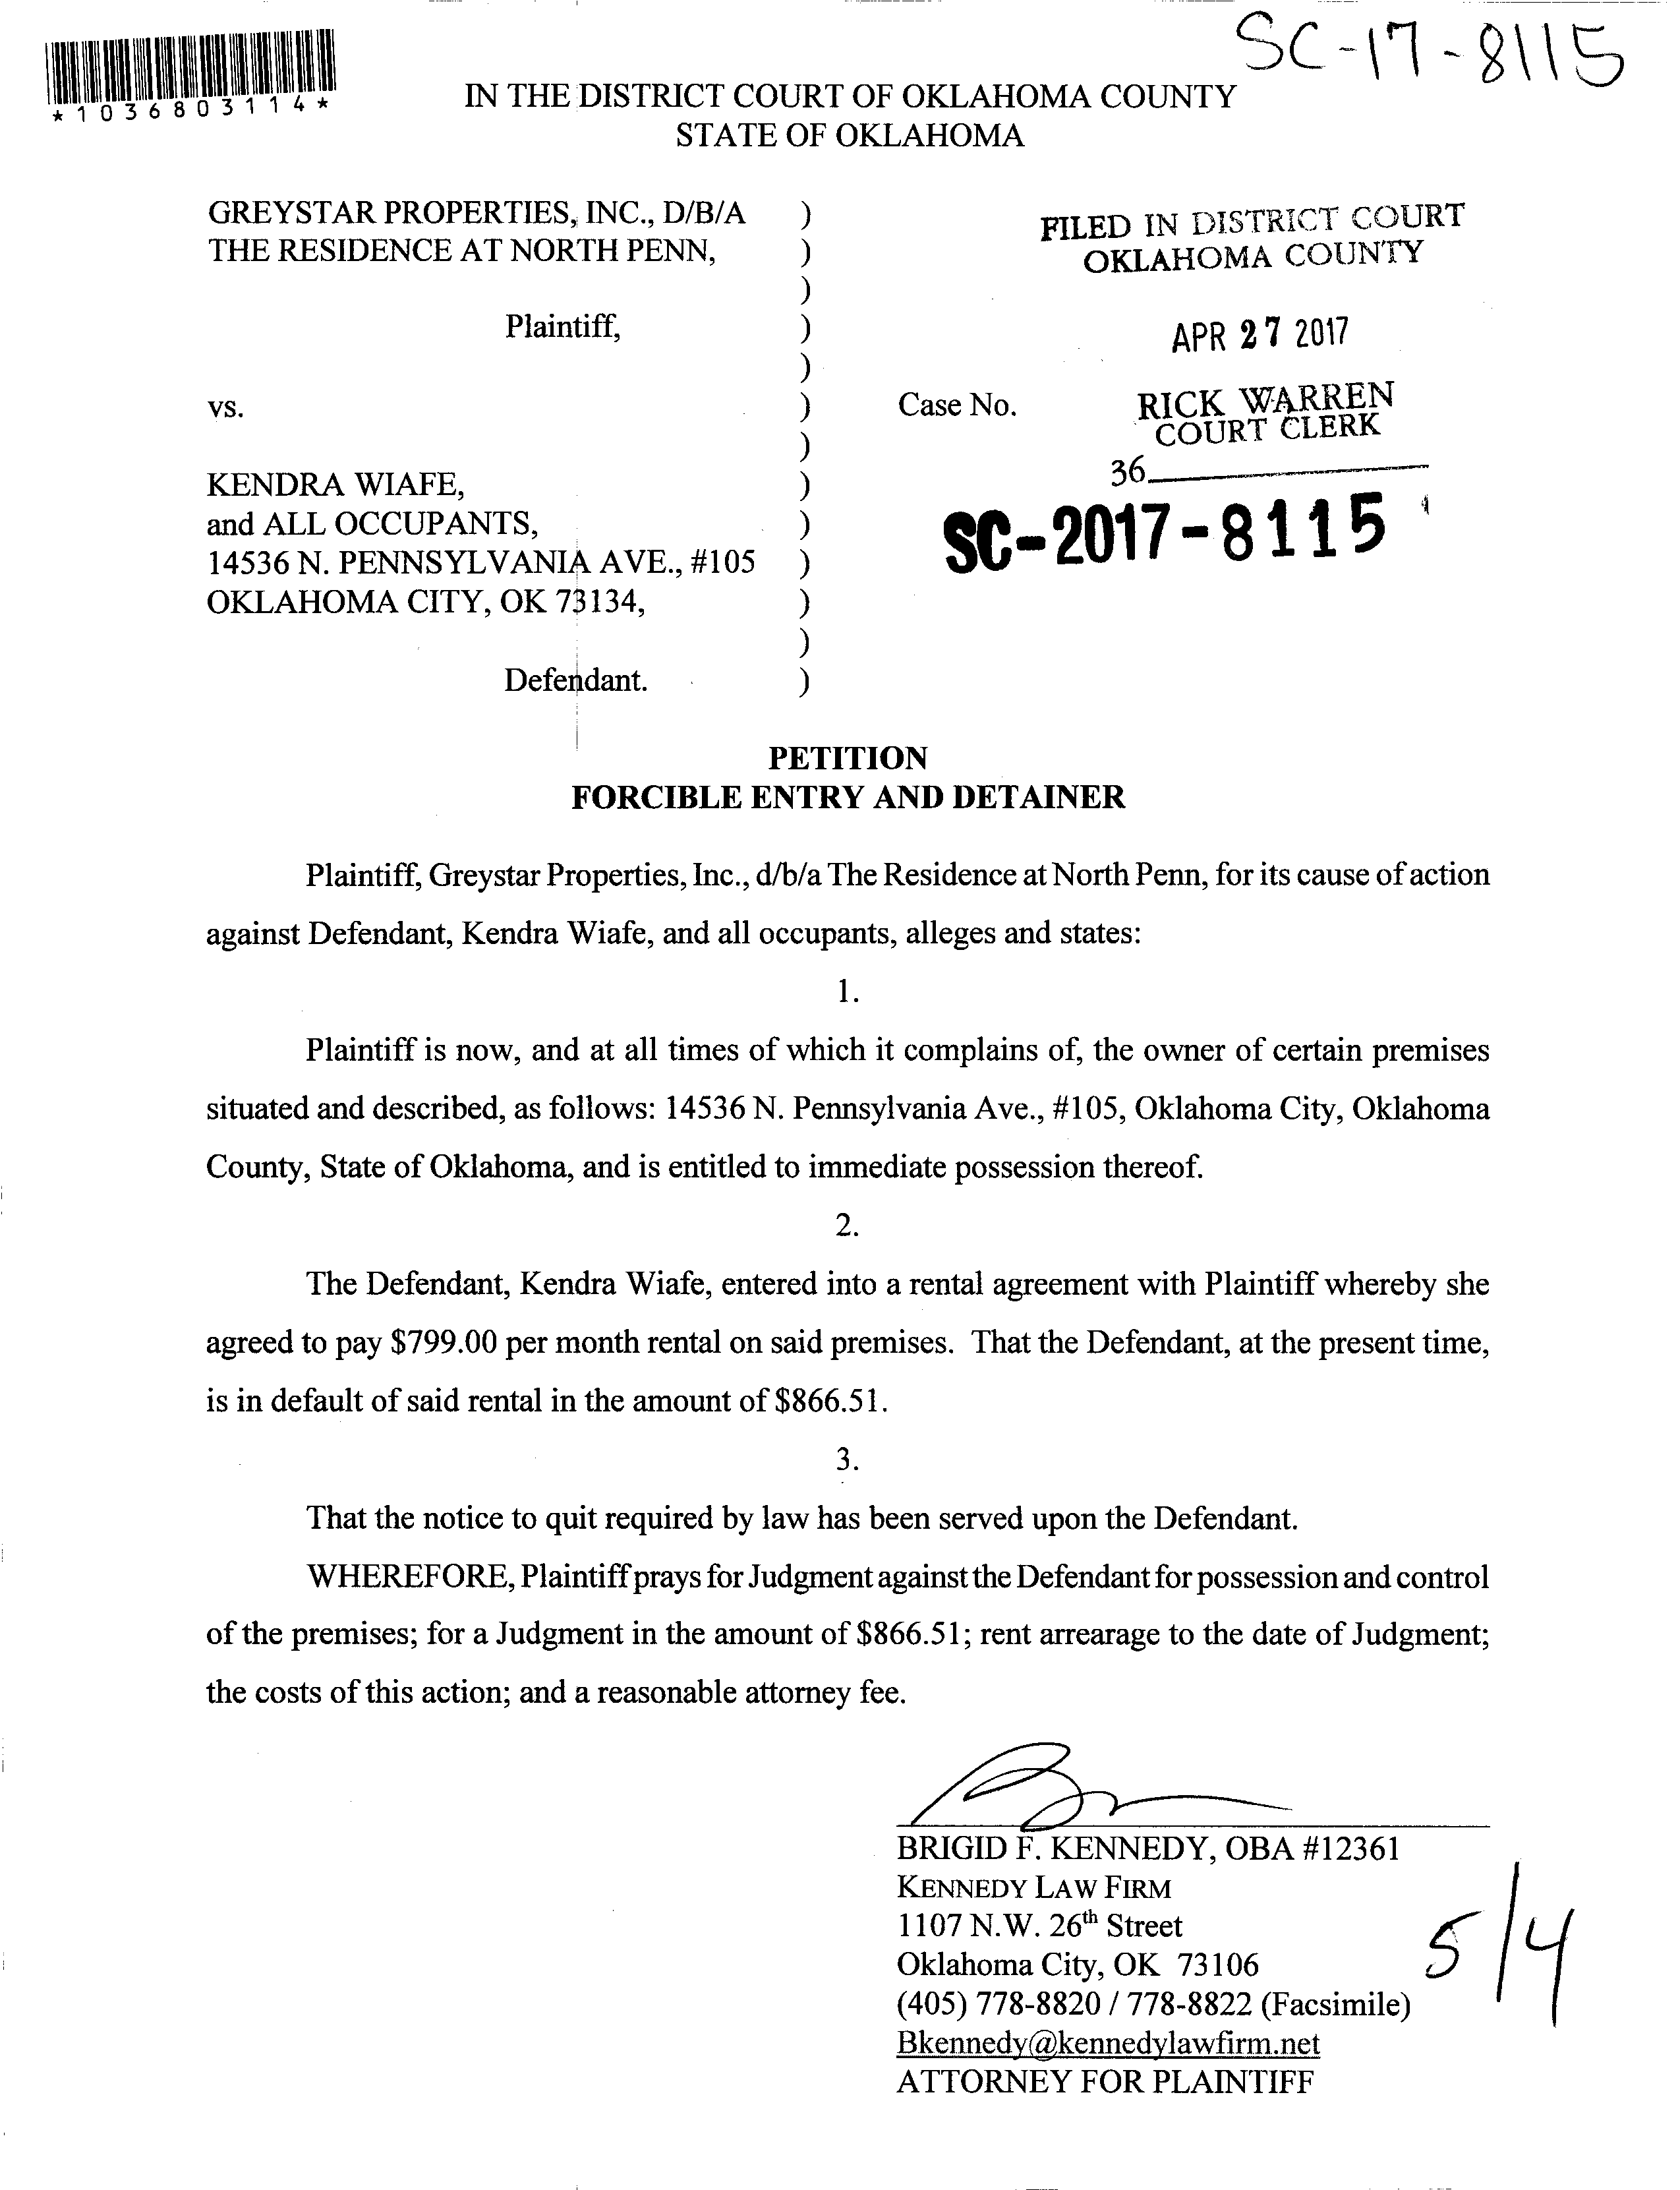 SC-17-8115
*1036803114*
IN THE DISTRICT COURT OF OKLAHOMA COUNTY
STATE OF OKLAHOMA
GREYSTAR PROPERTIES, INC., D/B/A )
THE RESIDENCE AT NORTH PENN, )
)
Plaintiff, )
)
vs. )
)
KENDRA WIAFE, )
and ALL OCCUPANTS, )
14536 N. PENNSYLVANIA AVE., #105 )
OKLAHOMA CITY, OK 73134, )
)
Defendant. )
FILED IN DISTRICT COURT
OKLAHOMA COUNTY
APR 27 2017
Case No.
RICK WARREN
COURT CLERK
36
SC-2017-8115
PETITION
FORCIBLE ENTRY AND DETAINER
Plaintiff, Greystar Properties, Inc., d/b/a The Residence at North Penn, for its cause of action
against Defendant, Kendra Wiafe, and all occupants, alleges and states:
1.
Plaintiff is now, and at all times of which it complains of, the owner of certain premises
situated and described, as follows: 14536 N. Pennsylvania Ave., #105, Oklahoma City, Oklahoma
County, State of Oklahoma, and is entitled to immediate possession thereof.
2.
The Defendant, Kendra Wiafe, entered into a rental agreement with Plaintiff whereby she
agreed to pay $799.00 per month rental on said premises. That the Defendant, at the present time,
is in default of said rental in the amount of $866.51.
3.
That the notice to quit required by law has been served upon the Defendant.
WHEREFORE, Plaintiff prays for Judgment against the Defendant for possession and control
of the premises; for a Judgment in the amount of $866.51; rent arrearage to the date of Judgment;
the costs of this action; and a reasonable attorney fee.
BRIGID F. KENNEDY, OBA #12361
KENNEDY LAW FIRM
1107 N.W. 26th Street
Oklahoma City, OK 73106
(405) 778-8820 / 778-8822 (Facsimile)
Bkennedy@kennedylawfirm.net
ATTORNEY FOR PLAINTIFF
5/4